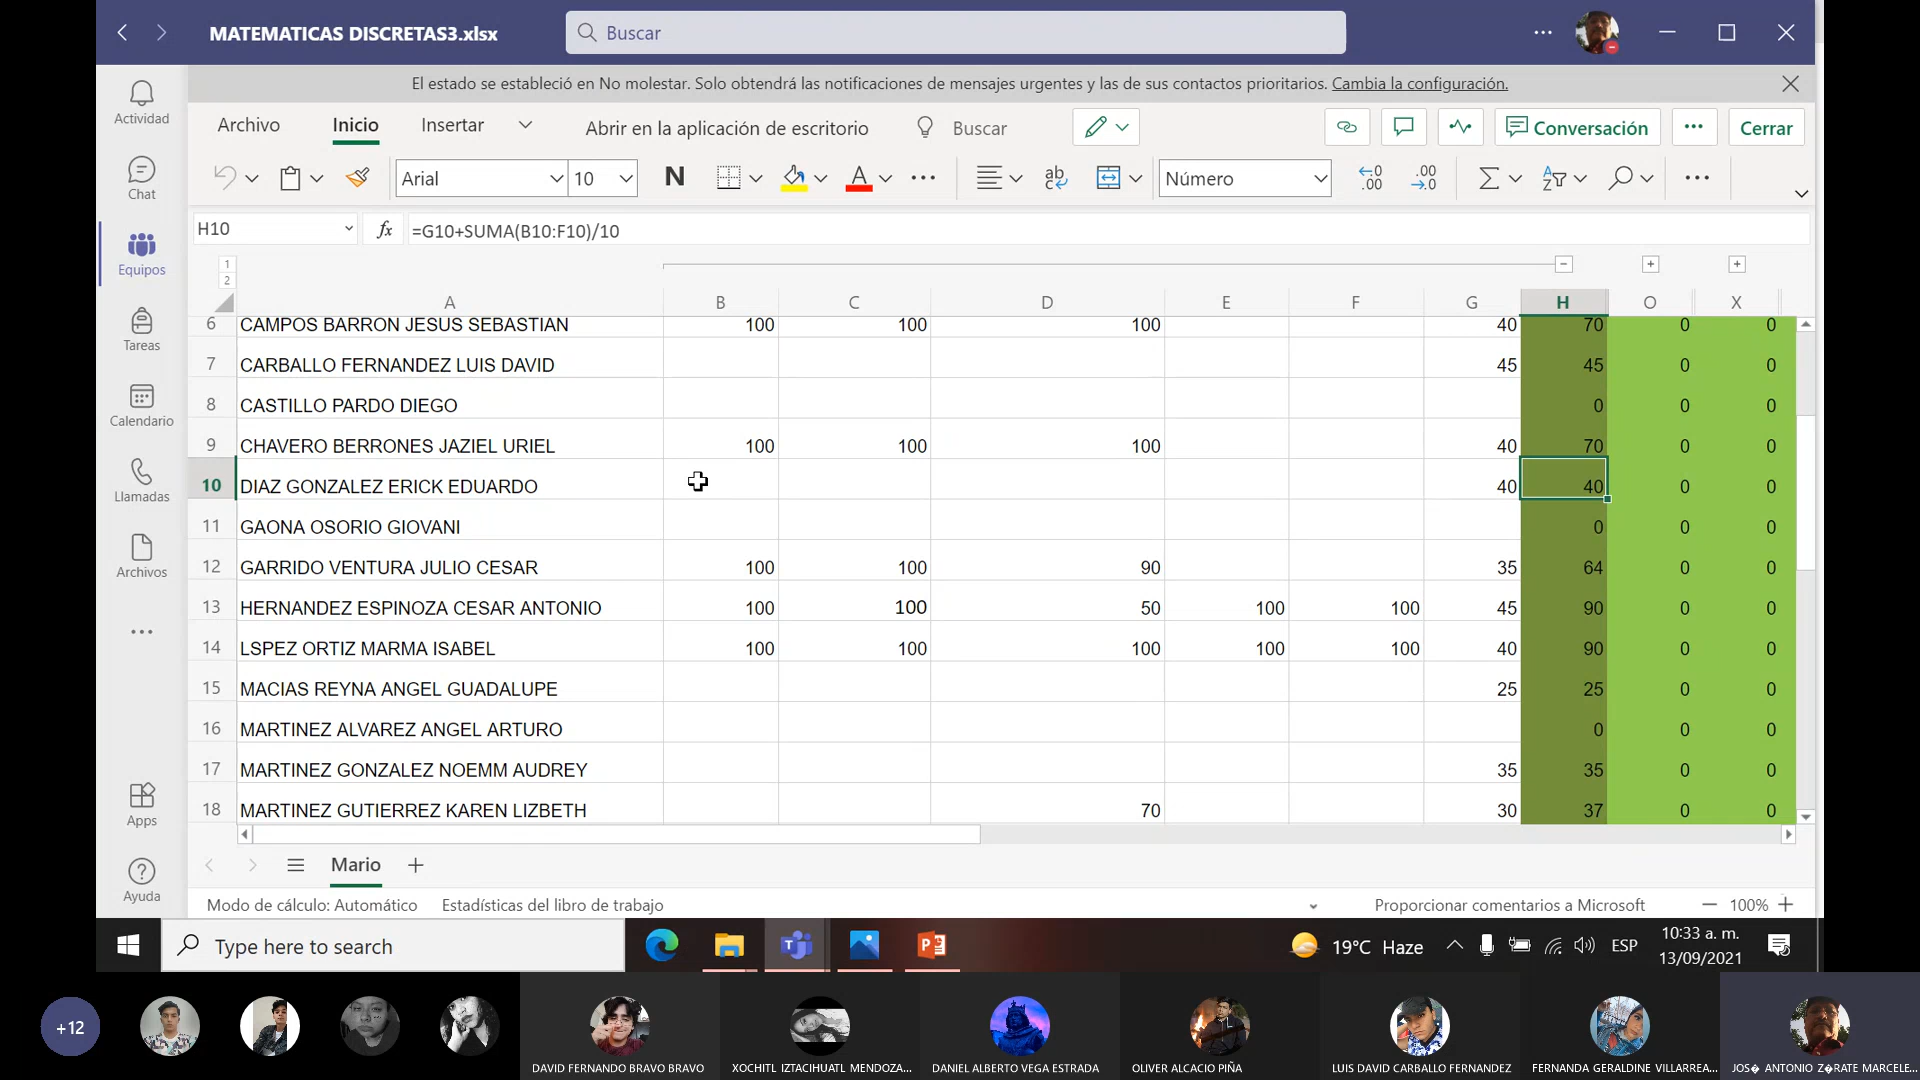 MATEMATICAS DISCRETAS3.xlsx
Buscar
El estado se estableció en No molestar. Solo obtendrá las notificaciones de mensajes urgentes y las de sus contactos prioritarios. Cambia la configuración.
Actividad
Chat
Equipos
Tareas
Calendario
Llamadas
Archivos
Apps
Ayuda
Archivo Inicio Insertar Abrir en la aplicación de escritorio Buscar Conversación Cerrar
Arial 10 N A ab c Número ,00 ,00
H10 fx =G10+SUMA(B10:F10)/10
1
2
A B C D E F G H O X
6 CAMPOS BARRON JESUS SEBASTIAN 100 100 100 40 70 0 0
7 CARBALLO FERNANDEZ LUIS DAVID 45 45 0 0
8 CASTILLO PARDO DIEGO 0 0 0
9 CHAVERO BERRONES JAZIEL URIEL 100 100 100 40 70 0 0
10 DIAZ GONZALEZ ERICK EDUARDO 40 40 0 0
11 GAONA OSORIO GIOVANI 0 0 0
12 GARRIDO VENTURA JULIO CESAR 100 100 90 35 64 0 0
13 HERNANDEZ ESPINOZA CESAR ANTONIO 100 100 50 100 100 45 90 0 0
14 LSPEZ ORTIZ MARMA ISABEL 100 100 100 100 100 40 90 0 0
15 MACIAS REYNA ANGEL GUADALUPE 25 25 0 0
16 MARTINEZ ALVAREZ ANGEL ARTURO 0 0 0
17 MARTINEZ GONZALEZ NOEMM AUDREY 35 35 0 0
18 MARTINEZ GUTIERREZ KAREN LIZBETH 70 30 37 0 0
Mario
Modo de cálculo: Automático Estadísticas del libro de trabajo Proporcionar comentarios a Microsoft 100%
Type here to search 19°C Haze ESP 10:33 a. m.
13/09/2021
+12
DAVID FERNANDO BRAVO BRAVO
XOCHITL IZTACIHUATL MENDOZA...
DANIEL ALBERTO VEGA ESTRADA
OLIVER ALCACIO PIÑA
LUIS DAVID CARBALLO FERNANDEZ
FERNANDA GERALDINE VILLARREA...
JOS� ANTONIO Z�RATE MARCELE...